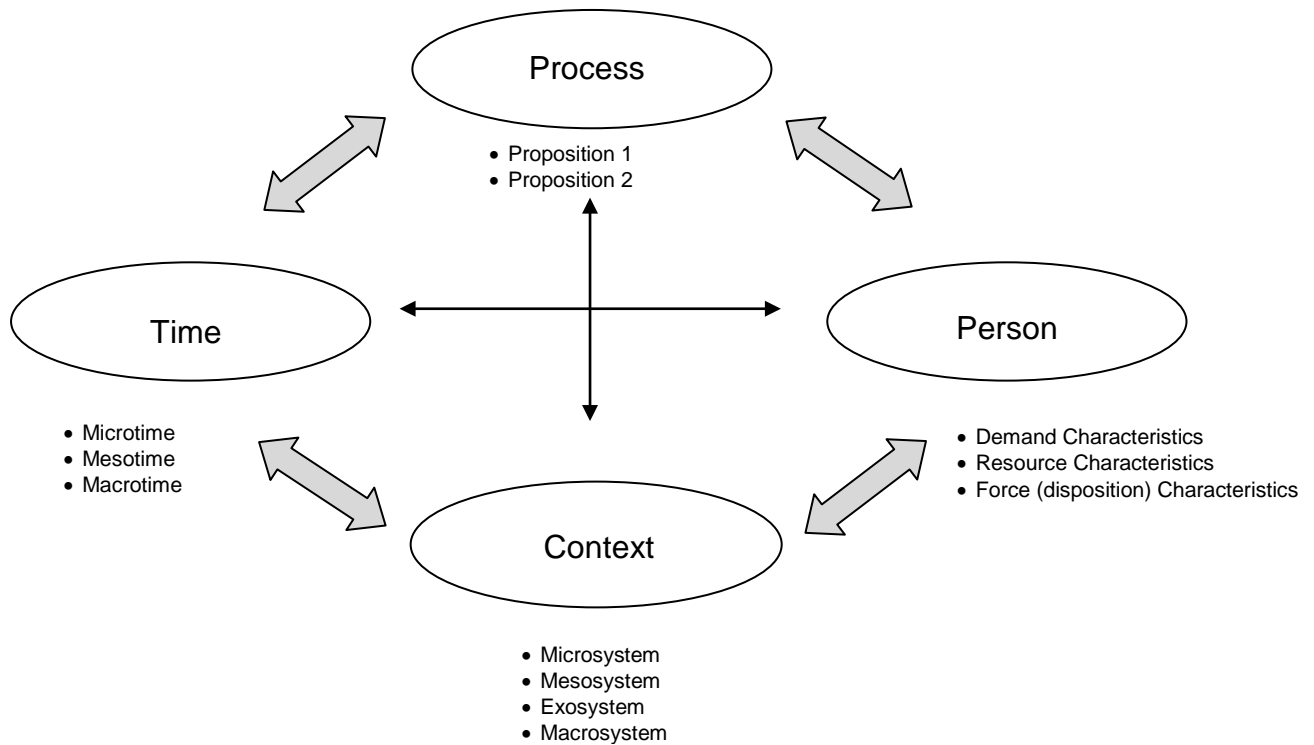 Process
• Proposition 1
• Proposition 2
Time
Person
• Microtime
• Mesotime
• Macrotime
• Demand Characteristics
• Resource Characteristics
• Force (disposition) Characteristics
Context
• Microsystem
• Mesosystem
• Exosystem
• Macrosystem